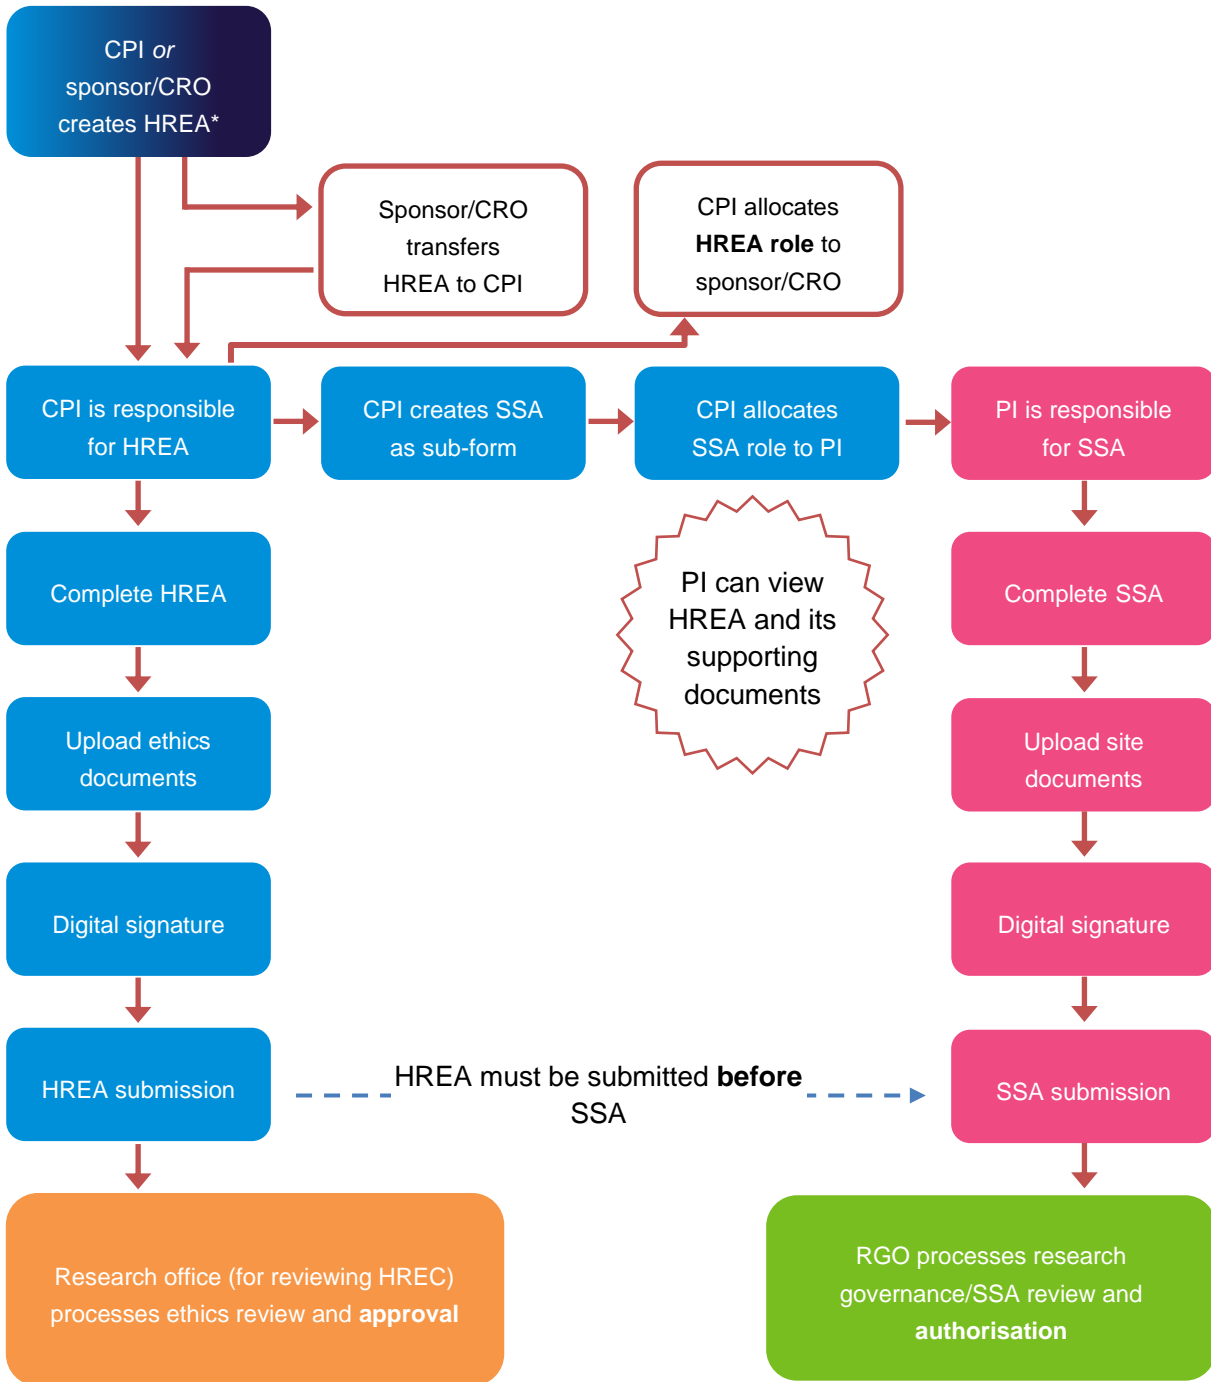 CPI or
sponsor/CRO
creates HREA*
Sponsor/CRO
transfers
HREA to CPI
CPI allocates
HREA role to
sponsor/CRO
CPI is responsible
for HREA
CPI creates SSA
as sub-form
CPI allocates
SSA role to PI
PI is responsible
for SSA
Complete HREA
PI can view
HREA and its
supporting
documents
Complete SSA
Upload ethics
documents
Upload site
documents
Digital signature
Digital signature
HREA submission
HREA must be submitted before
SSA
SSA submission
Research office (for reviewing HREC)
processes ethics review and approval
RGO processes research
governance/SSA review and
authorisation